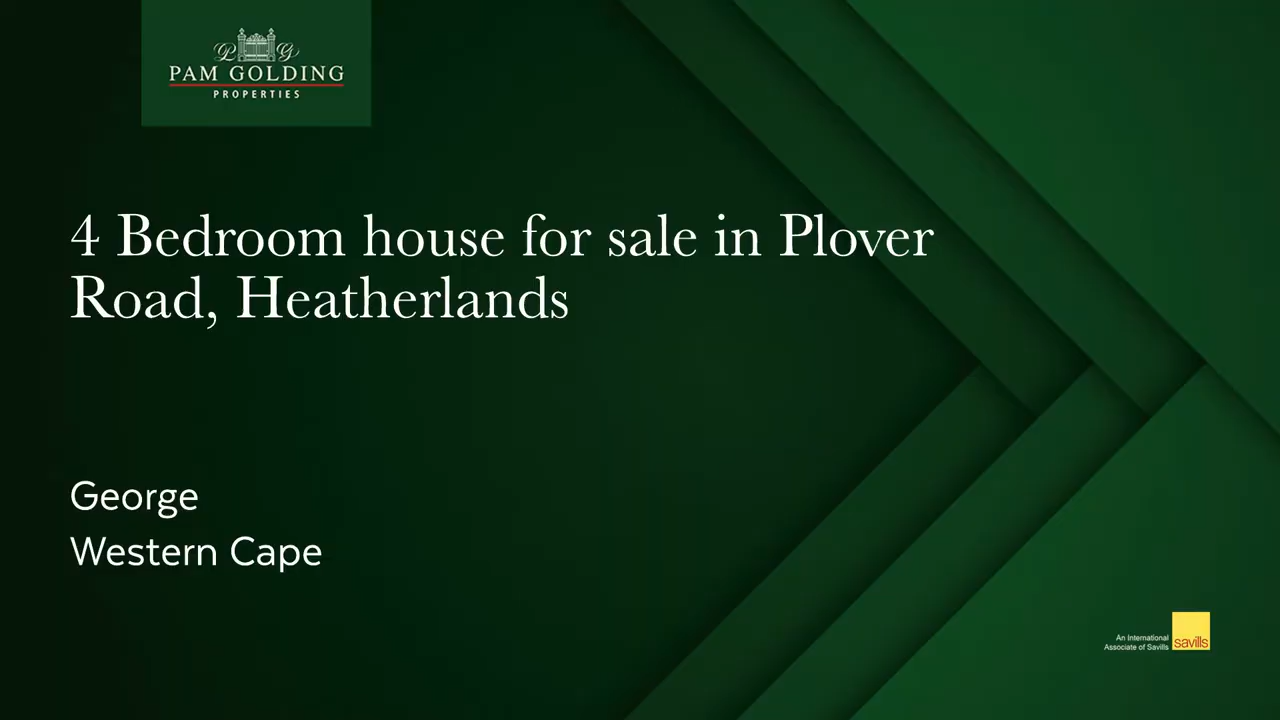 P G
PAM GOLDING
PROPERTIES
4 Bedroom house for sale in Plover
Road, Heatherlands
George
Western Cape
An International
Associate of Savills
savills